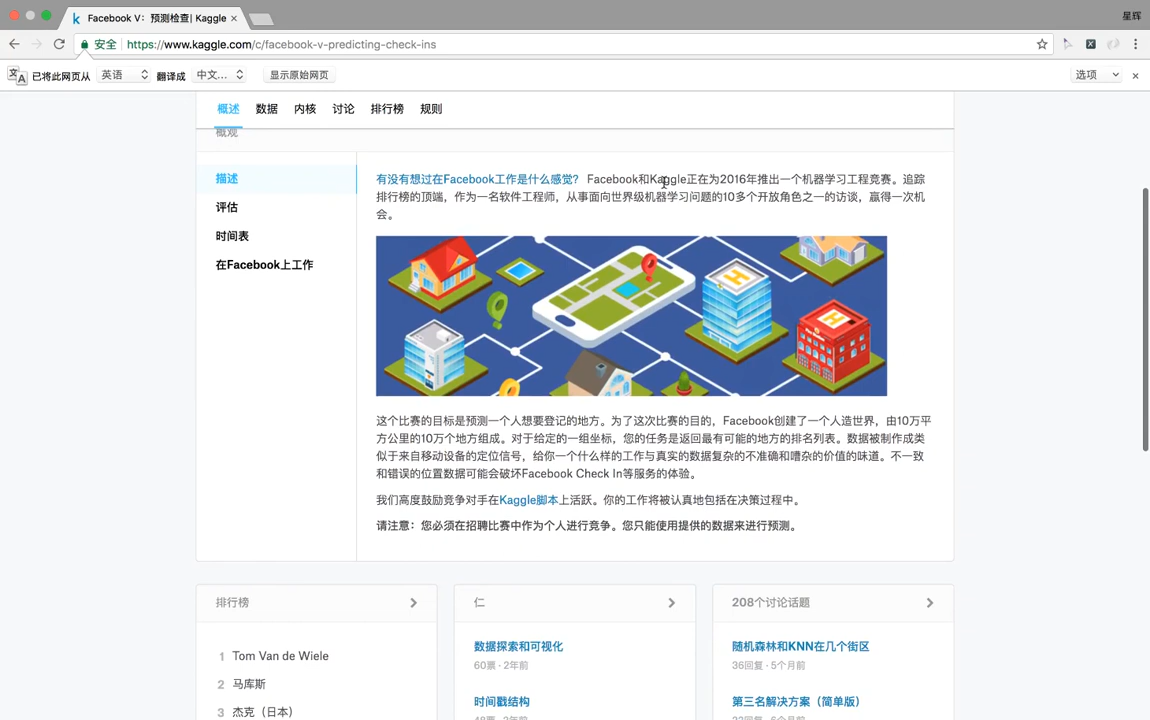 Facebook V：预测检查| Kaggle
星辉
安全 https://www.kaggle.com/c/facebook-v-predicting-check-ins
已将此网页从 英语 翻译成 中文... 显示原始网页 选项
概述 数据 内核 讨论 排行榜 规则
概观
描述
评估
时间表
在Facebook上工作
有没有想过在Facebook工作是什么感觉? Facebook和Kaggle正在为2016年推出一个机器学习工程竞赛。追踪
排行榜的顶端，作为一名软件工程师，从事面向世界级机器学习问题的10多个开放角色之一的访谈，赢得一次机
会。
这个比赛的目标是预测一个人想要登记的地方。为了这次比赛的目的，Facebook创建了一个人造世界，由10万平
方公里的10万个地方组成。对于给定的一组坐标，您的任务是返回最有可能的地方的排名列表。数据被制作成类
似于来自移动设备的定位信号，给你一个什么样的工作与真实的数据复杂的不准确和嘈杂的价值的味道。不一致
和错误的位置数据可能会破坏Facebook Check In等服务的体验。
我们高度鼓励竞争对手在Kaggle脚本上活跃。你的工作将被认真地包括在决策过程中。
请注意：您必须在招聘比赛中作为个人进行竞争。您只能使用提供的数据来进行预测。
排行榜
1 Tom Van de Wiele
2 马库斯
3 杰克（日本）
仁
数据探索和可视化
60票 · 2年前
时间戳结构
48票 · 2年前
208个讨论话题
随机森林和KNN在几个街区
36回复 · 5个月前
第三名解决方案（简单版）